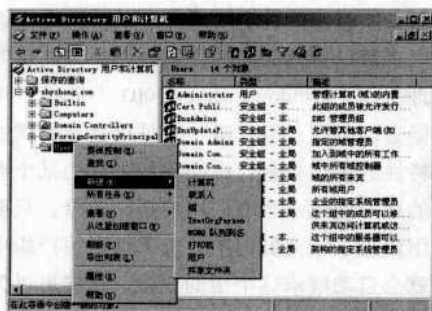 Active Directory 用户和计算机
文件(F) 操作(A) 查看(V) 窗口(W) 帮助(H)
Active Directory 用户和计算机
保存的查询
Builtin
Computers
Domain Controllers
ForeignSecurityPrincipal
Users 14 个对象
名称 类型 描述
Administrator 用户 管理计算机(域)的内置
Cert Publi... 安全组 - 本... 此组的成员被允许发行
DnsAdmins 安全组 - 本... DNS 管理员组
DnsUpdateP... 安全组 - 全局 允许替其他客户端(如
Domain Admins 安全组 - 全局 指定的域管理员
Domain Com... 安全组 - 全局 加入到域中的所有工作
Domain Con... 安全组 - 全局 域中所有域控制器
全局 域的所有来宾
全局 所有域用户
全局 企业的指定系统管理员
全局 这个组中的成员可以修
供来宾访问计算机或访
本... 这个组中的服务器可以
全局 架构的指定系统管理员
委派控制(E)...
查找(I)...
新建(N)
所有任务(K)
查看(V)
从这里创建窗口(W)
刷新(F)
导出列表(L)...
属性(R)
帮助(H)
计算机
联系人
组
InetOrgPerson
MSMQ 队列别名
打印机
用户
共享文件夹